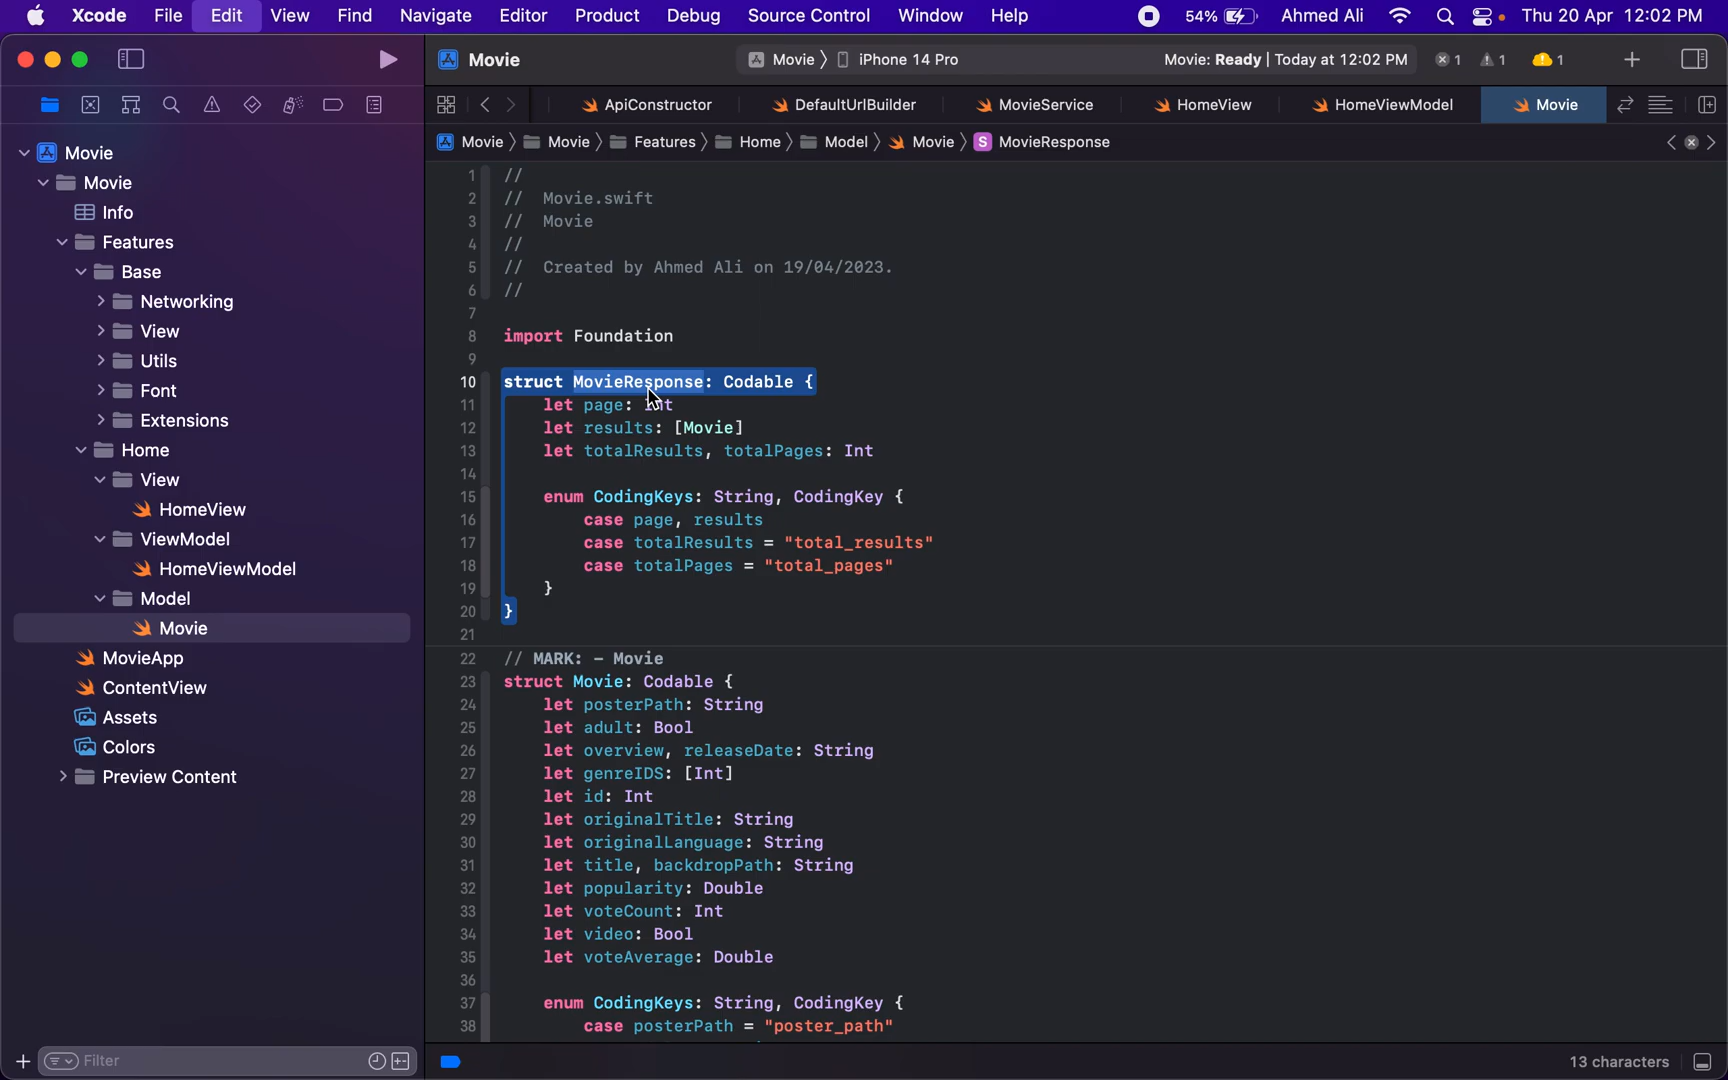 Xcode File Edit View Find Navigate Editor Product Debug Source Control Window Help 54% Ahmed Ali Thu 20 Apr 12:02 PM
Movie Movie iPhone 14 Pro Movie: Ready | Today at 12:02 PM 1 1 1
ApiConstructor DefaultUrlBuilder MovieService HomeView HomeViewModel Movie
Movie Movie Features Home Model Movie S MovieResponse
Movie
Movie
Info
Features
Base
Networking
View
Utils
Font
Extensions
Home
View
HomeView
ViewModel
HomeViewModel
Model
Movie
MovieApp
ContentView
Assets
Colors
Preview Content
Filter
1 //
2 //  Movie.swift
3 //  Movie
4 //
5 //  Created by Ahmed Ali on 19/04/2023.
6 //
7
8 import Foundation
9
10 struct MovieResponse: Codable {
11     let page: Int
12     let results: [Movie]
13     let totalResults, totalPages: Int
14
15     enum CodingKeys: String, CodingKey {
16         case page, results
17         case totalResults = "total_results"
18         case totalPages = "total_pages"
19     }
20 }
21
22 // MARK: - Movie
23 struct Movie: Codable {
24     let posterPath: String
25     let adult: Bool
26     let overview, releaseDate: String
27     let genreIDS: [Int]
28     let id: Int
29     let originalTitle: String
30     let originalLanguage: String
31     let title, backdropPath: String
32     let popularity: Double
33     let voteCount: Int
34     let video: Bool
35     let voteAverage: Double
36
37     enum CodingKeys: String, CodingKey {
38         case posterPath = "poster_path"
13 characters